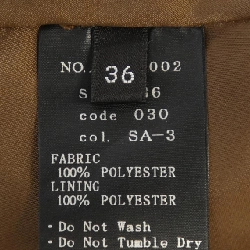 NO. 002
36
S 36
code 030
col. SA-3
FABRIC
100% POLYESTER
LINING
100% POLYESTER
· Do Not Wash
· Do Not Tumble Dry